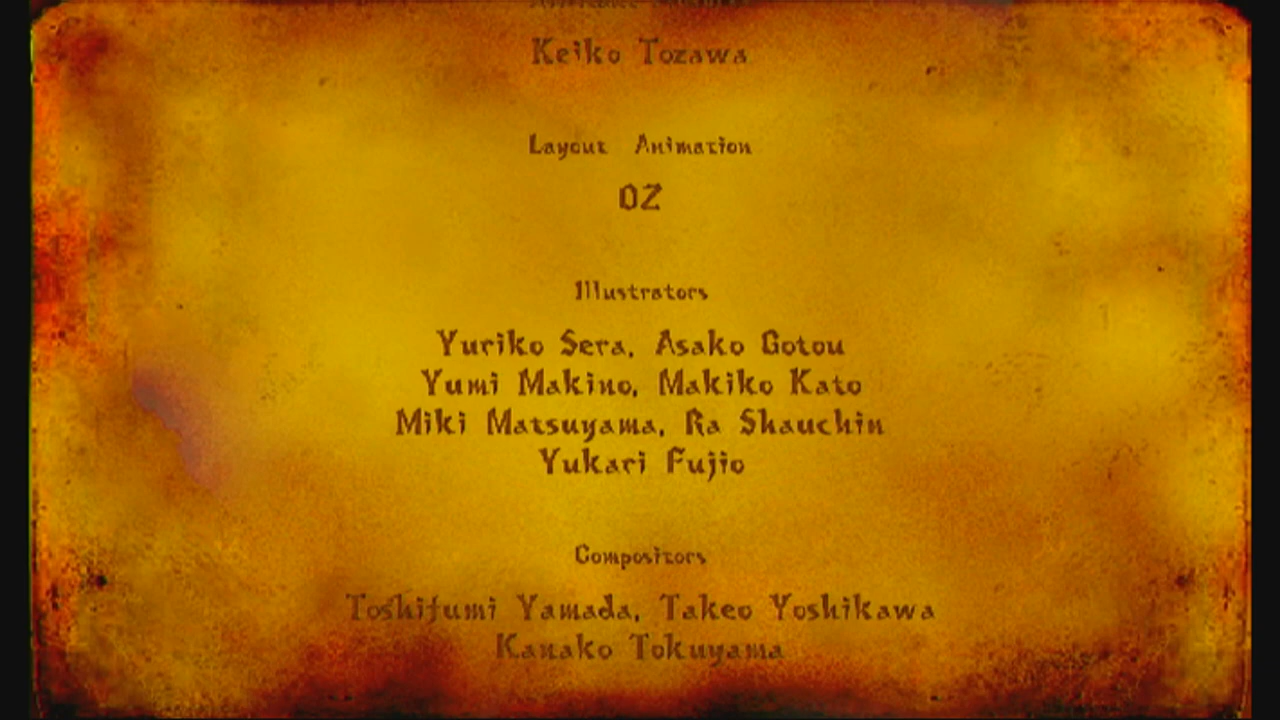 Keiko Tozawa
Layout Animation
OZ
Illustrators
Yuriko Sera, Asako Gotou
Yumi Makino, Makiko Kato
Miki Matsuyama, Ra Shauchin
Yukari Fujio
Compositors
Toshifumi Yamada, Takeo Yoshikawa
Kanako Tokuyama